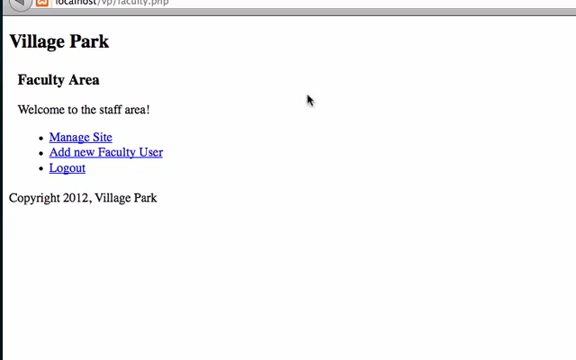 localhost/vp/faculty.php
Village Park
Faculty Area
Welcome to the staff area!
Manage Site
Add new Faculty User
Logout
Copyright 2012, Village Park